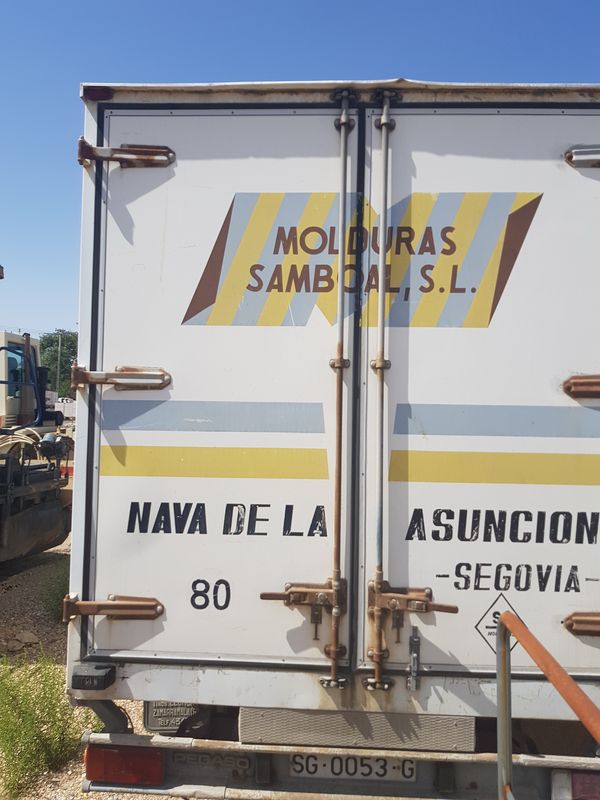 MOLDURAS
SAMBOAL, S.L.
NAVA DE LA ASUNCION
-SEGOVIA-
80
PEGASO
SG-0053-G